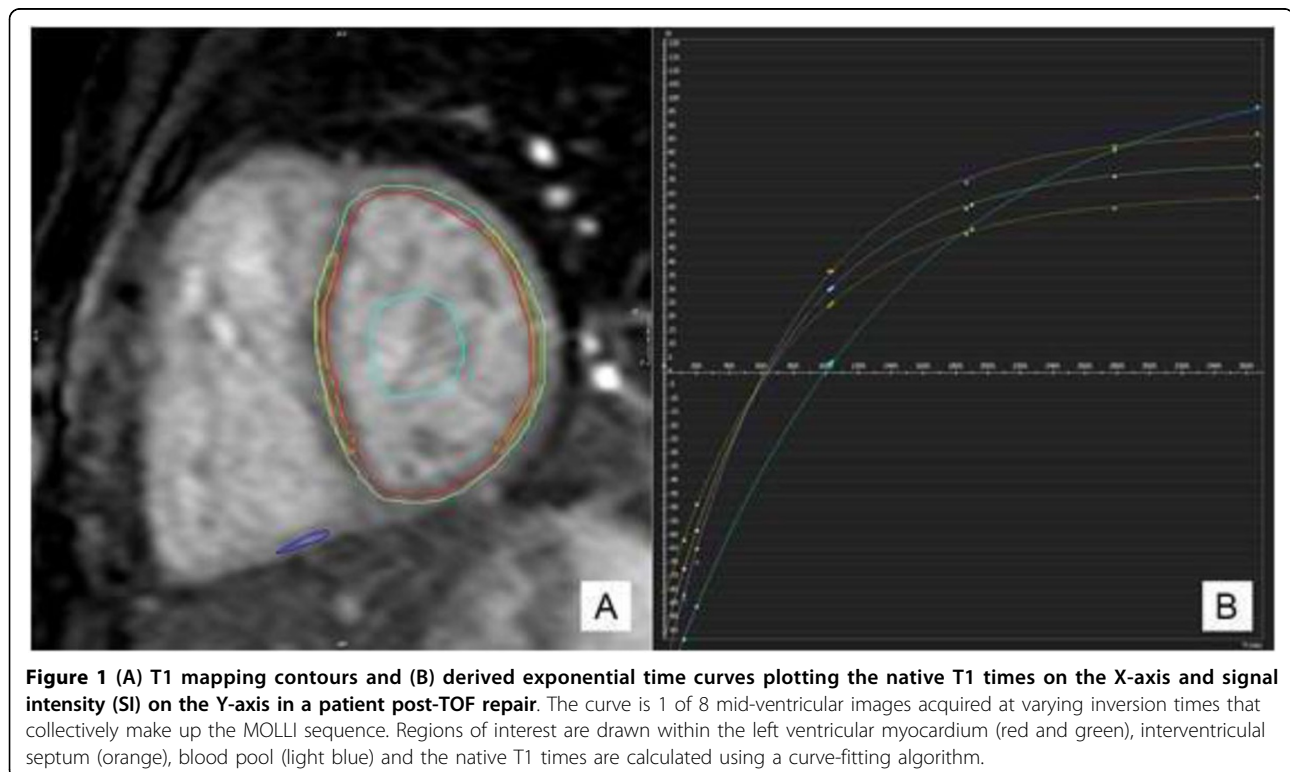 A
B
Figure 1 (A) T1 mapping contours and (B) derived exponential time curves plotting the native T1 times on the X-axis and signal
intensity (SI) on the Y-axis in a patient post-TOF repair. The curve is 1 of 8 mid-ventricular images acquired at varying inversion times that
collectively make up the MOLLI sequence. Regions of interest are drawn within the left ventricular myocardium (red and green), interventricular
septum (orange), blood pool (light blue) and the native T1 times are calculated using a curve-fitting algorithm.